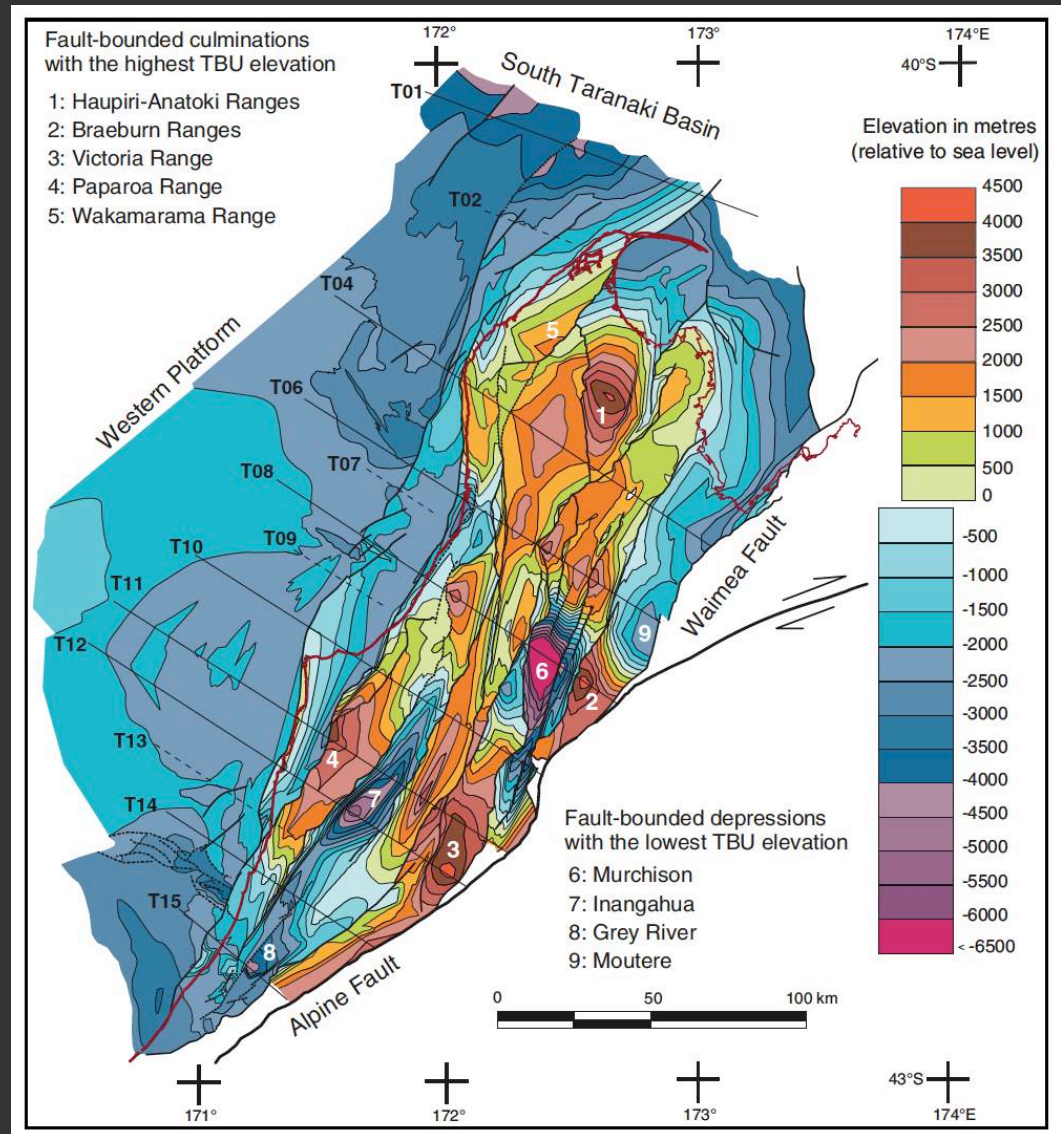 Fault-bounded culminations
with the highest TBU elevation
1: Haupiri-Anatoki Ranges
2: Braeburn Ranges
3: Victoria Range
4: Paparoa Range
5: Wakamarama Range
172°
173°
174°E
40°S
South Taranaki Basin
Elevation in metres
(relative to sea level)
4500
4000
3500
3000
2500
2000
1500
1000
500
0
-500
-1000
-1500
-2000
-2500
-3000
-3500
-4000
-4500
-5000
-5500
-6000
<-6500
T01
T02
T04
T06
T07
T08
T09
T10
T11
T12
T13
T14
T15
Western Platform
5
1
9
6
2
4
7
3
8
Waimea Fault
Alpine Fault
Fault-bounded depressions
with the lowest TBU elevation
6: Murchison
7: Inangahua
8: Grey River
9: Moutere
0 50 100 km
43°S
171°
172°
173°
174°E